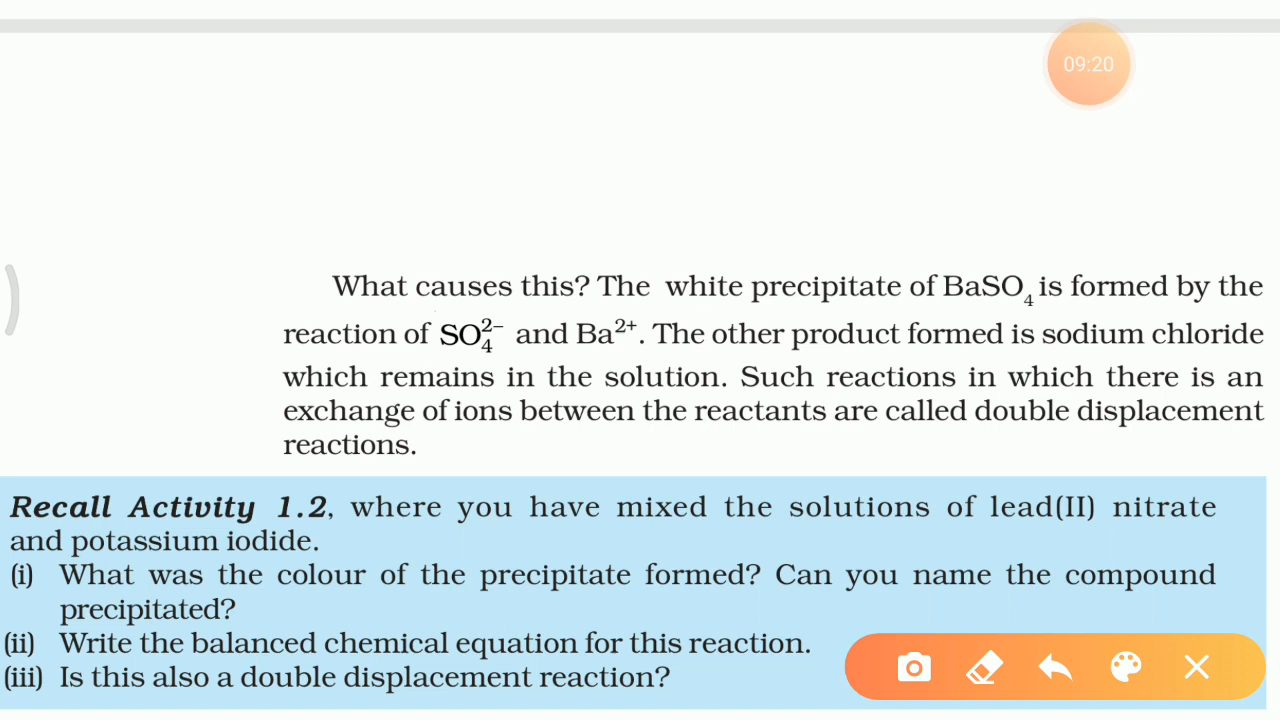 09:20
What causes this? The white precipitate of BaSO₄ is formed by the
reaction of SO₄²⁻ and Ba²⁺. The other product formed is sodium chloride
which remains in the solution. Such reactions in which there is an
exchange of ions between the reactants are called double displacement
reactions.
Recall Activity 1.2, where you have mixed the solutions of lead(II) nitrate
and potassium iodide.
(i) What was the colour of the precipitate formed? Can you name the compound
precipitated?
(ii) Write the balanced chemical equation for this reaction.
(iii) Is this also a double displacement reaction?